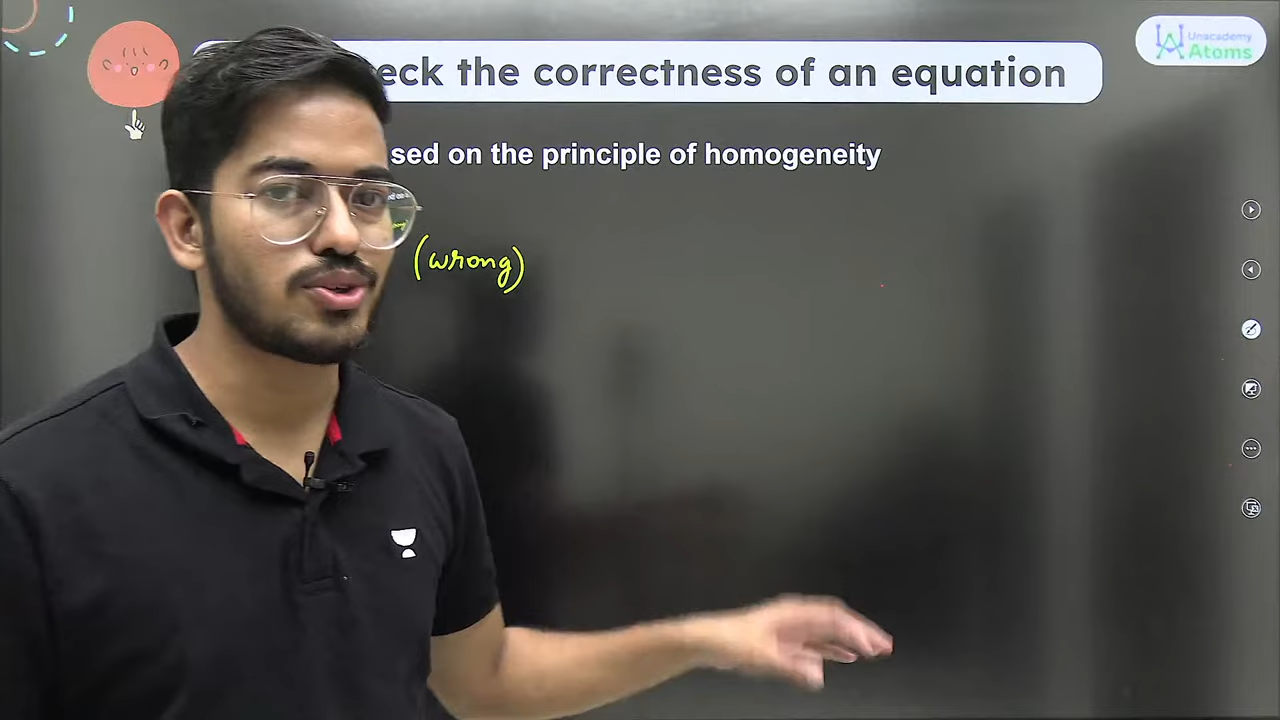 eck the correctness of an equation
Unacademy
Atoms
sed on the principle of homogeneity
(wrong)